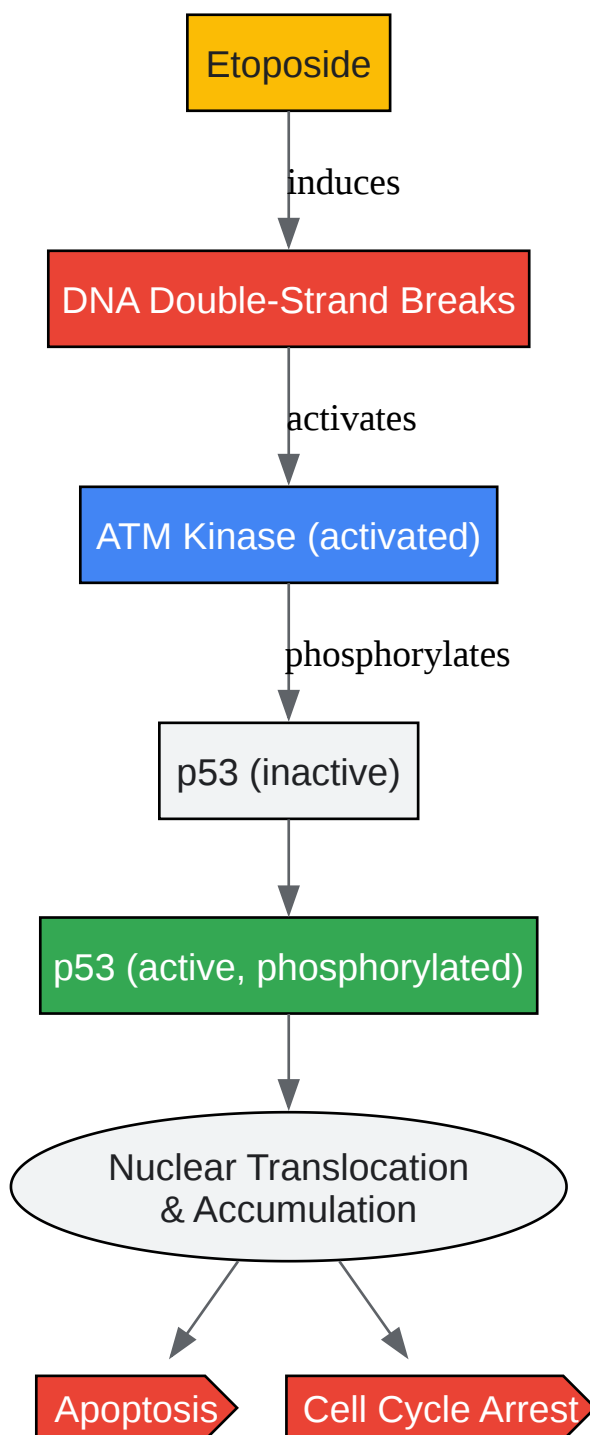 Etoposide
induces
DNA Double-Strand Breaks
activates
ATM Kinase (activated)
phosphorylates
p53 (inactive)
p53 (active, phosphorylated)
Nuclear Translocation
& Accumulation
Apoptosis
Cell Cycle Arrest